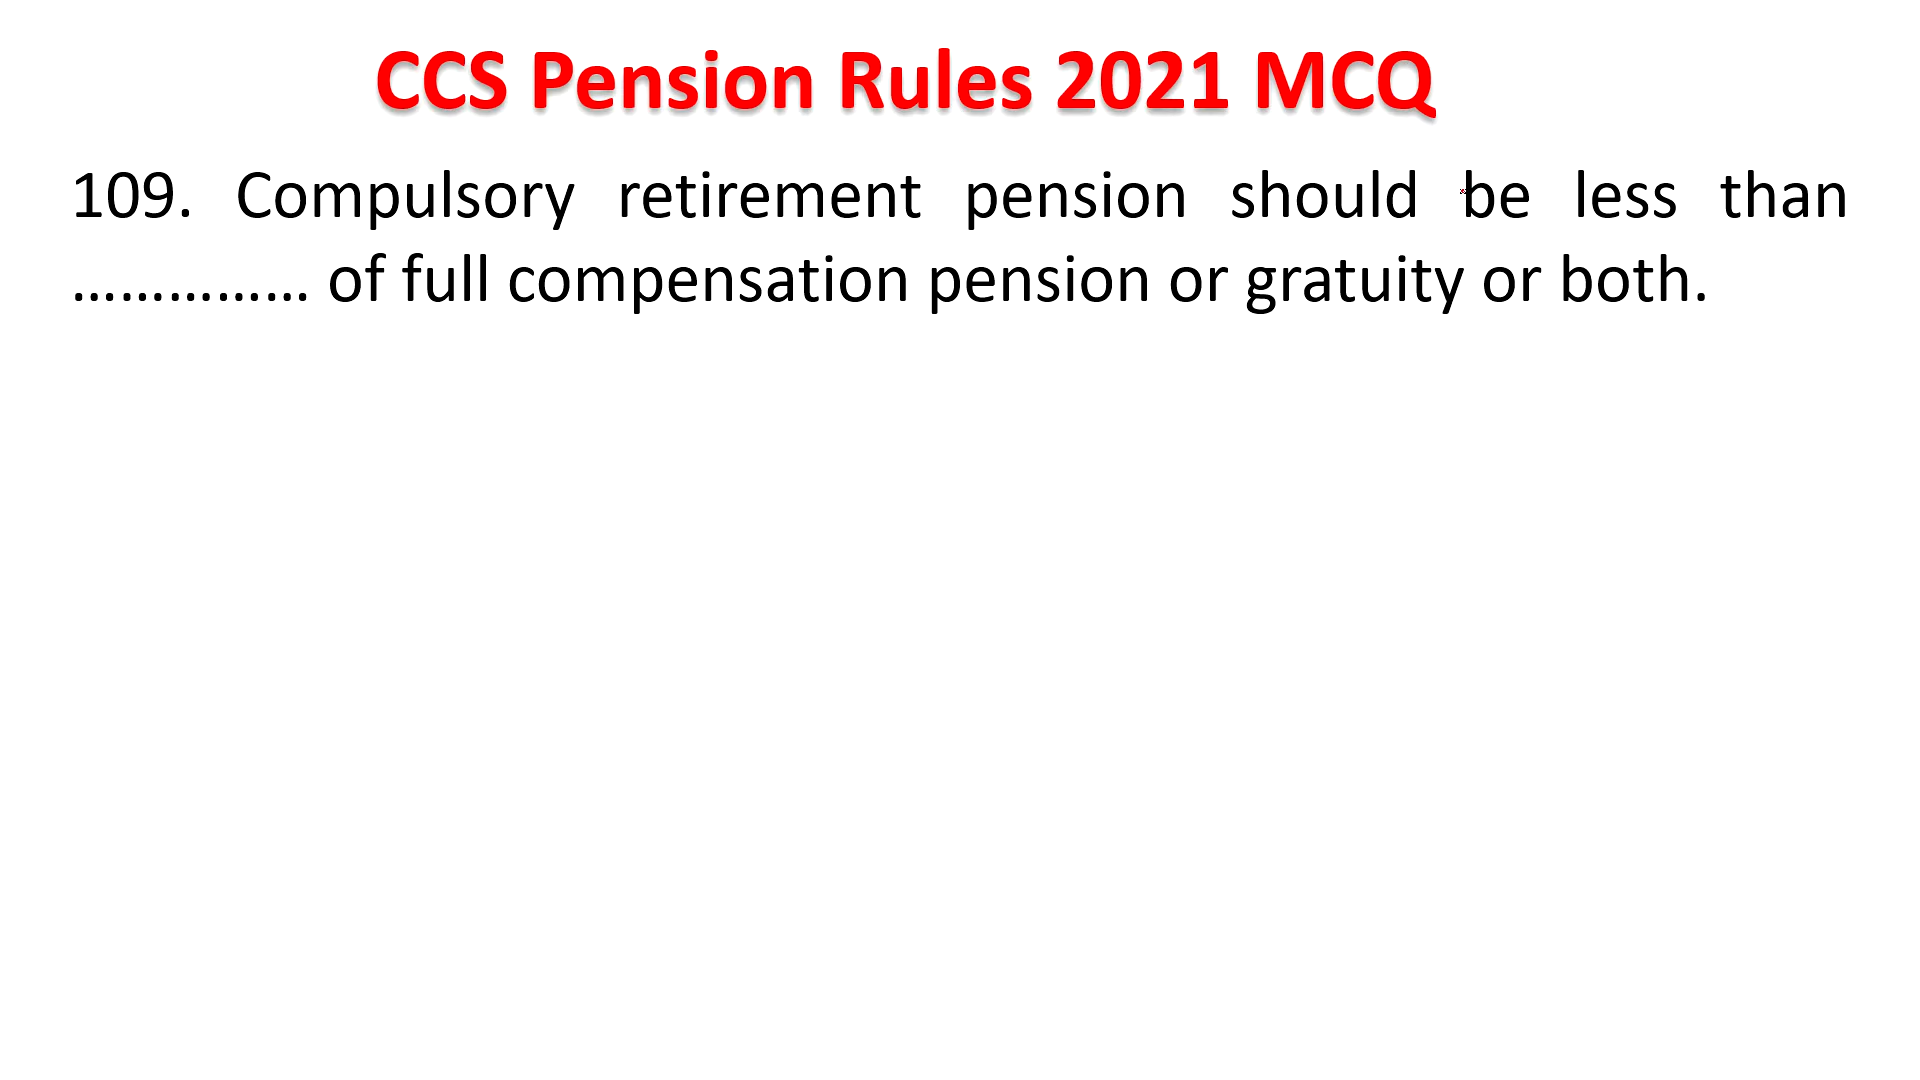 CCS Pension Rules 2021 MCQ
109. Compulsory retirement pension should be less than
…………… of full compensation pension or gratuity or both.